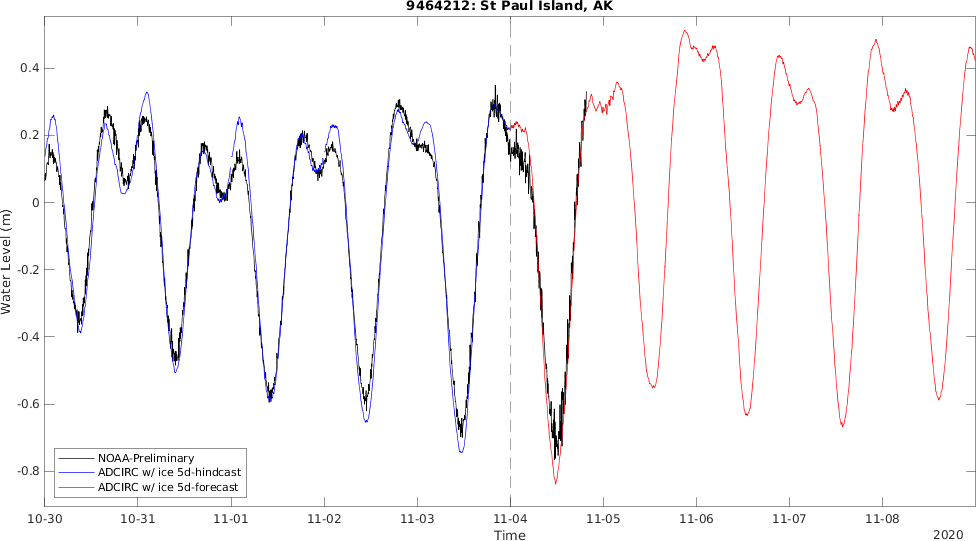 9464212: St Paul Island, AK
Water Level (m)
0.4
0.2
0
-0.2
-0.4
-0.6
-0.8
NOAA-Preliminary
ADCIRC w/ ice 5d-hindcast
ADCIRC w/ ice 5d-forecast
10-30 10-31 11-01 11-02 11-03 11-04 11-05 11-06 11-07 11-08
Time
2020